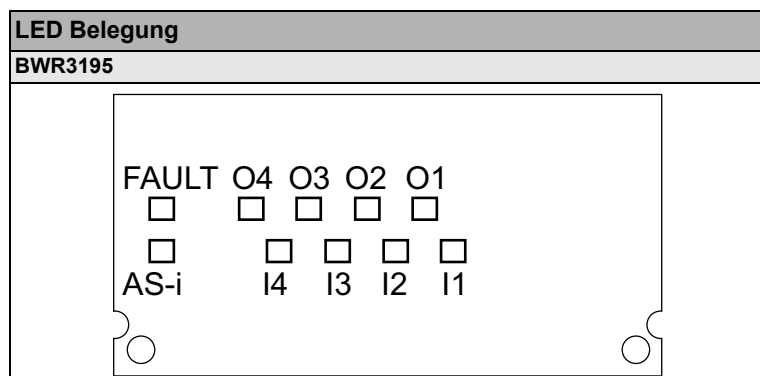 LED Belegung
BWR3195
FAULT O4 O3 O2 O1
AS-i I4 I3 I2 I1